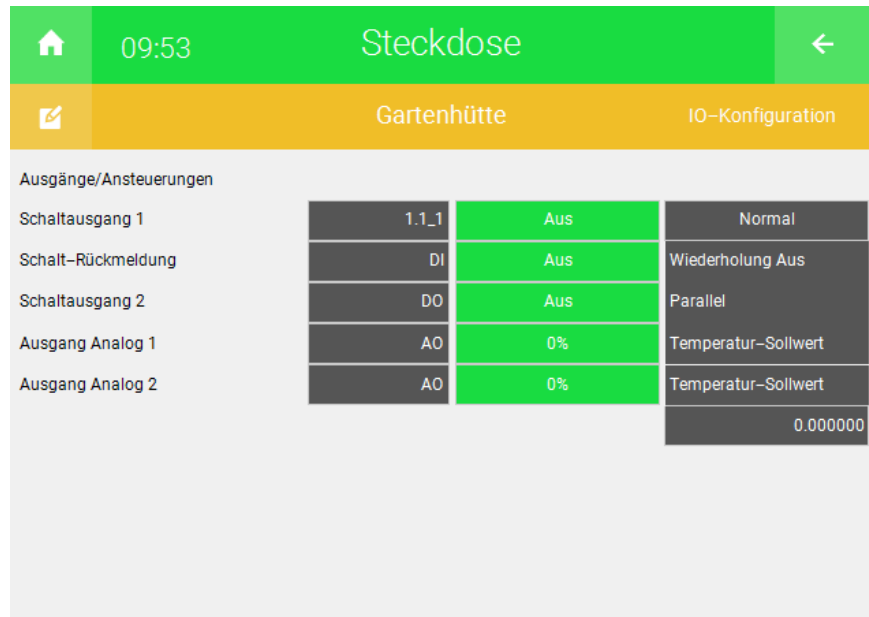 09:53 Steckdose
Gartenhütte IO-Konfiguration
Ausgänge/Ansteuerungen
Schaltausgang 1 1.1_1 Aus Normal
Schalt-Rückmeldung DI Aus Wiederholung Aus
Schaltausgang 2 DO Aus Parallel
Ausgang Analog 1 AO 0% Temperatur-Sollwert
Ausgang Analog 2 AO 0% Temperatur-Sollwert
0.000000